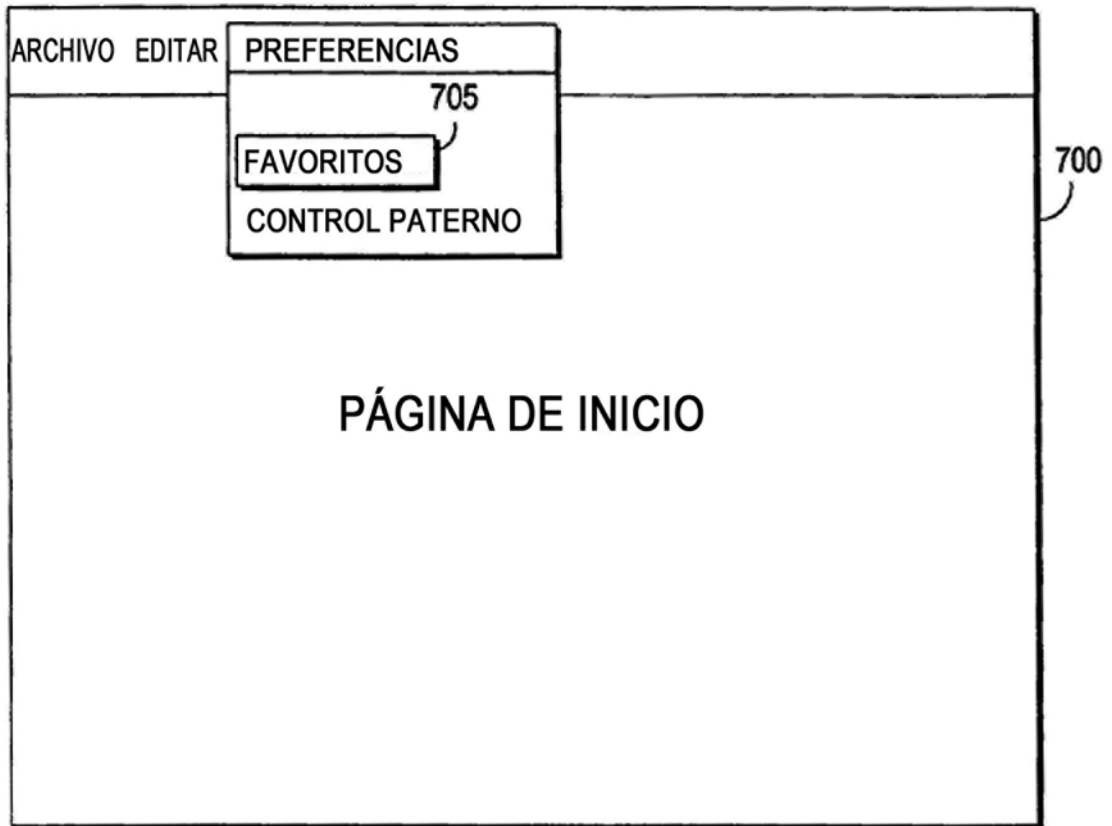 ARCHIVO EDITAR PREFERENCIAS
705
FAVORITOS
700
CONTROL PATERNO
PÁGINA DE INICIO